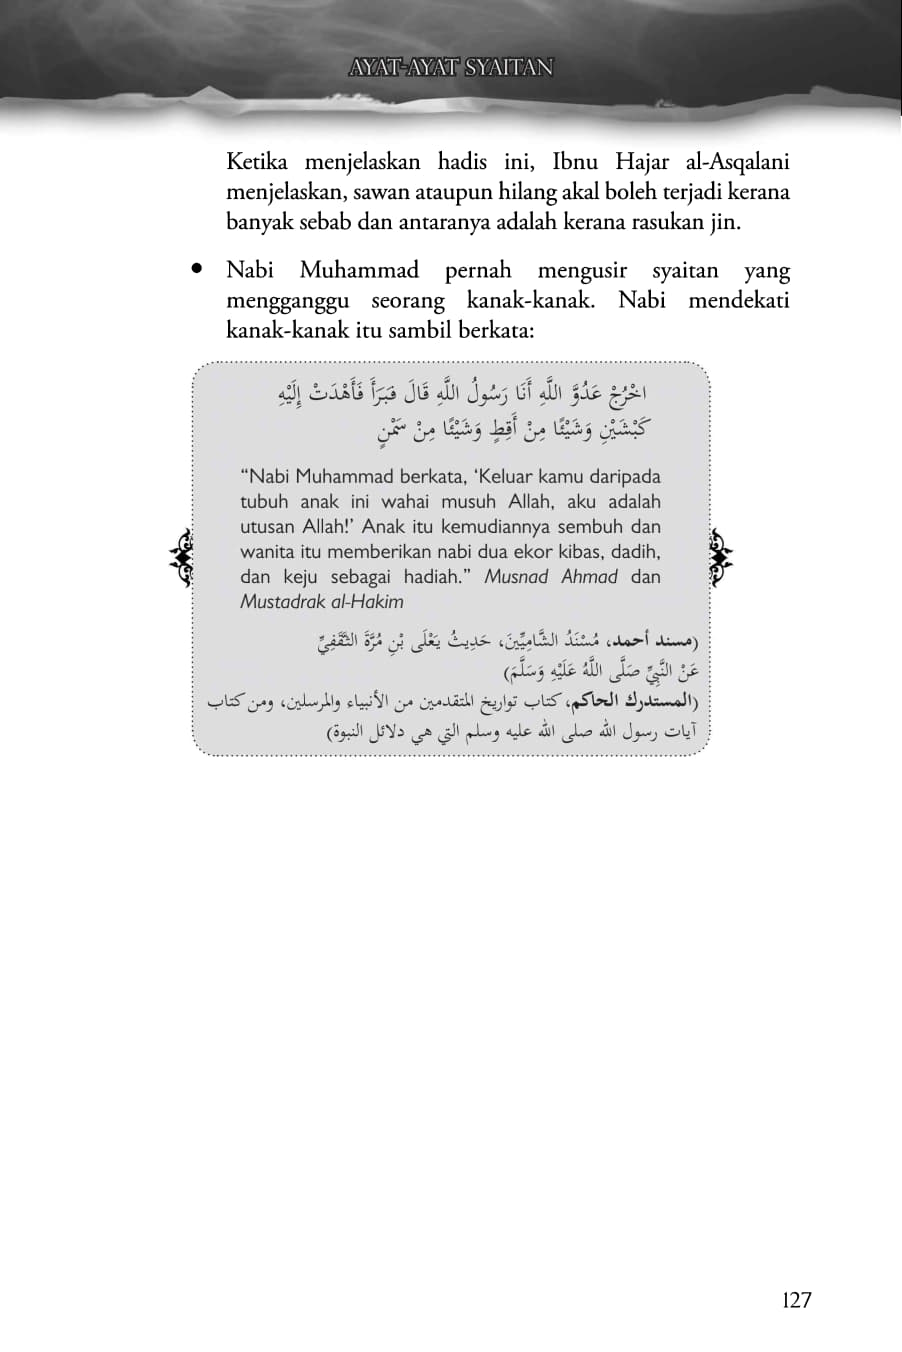 AYAT-AYAT SYAITAN
Ketika menjelaskan hadis ini, Ibnu Hajar al-Asqalani
menjelaskan, sawan ataupun hilang akal boleh terjadi kerana
banyak sebab dan antaranya adalah kerana rasukan jin.
• Nabi Muhammad pernah mengusir syaitan yang
mengganggu seorang kanak-kanak. Nabi mendekati
kanak-kanak itu sambil berkata:
اخْرُجْ عَدُوَّ اللَّهِ أَنَا رَسُولُ اللَّهِ قَالَ فَبَرَأَ فَأَهْدَتْ إِلَيْهِ
كَبْشَيْنِ وَشَيْئًا مِنْ أَقِطٍ وَشَيْئًا مِنْ سَمْنٍ
“Nabi Muhammad berkata, ‘Keluar kamu daripada
tubuh anak ini wahai musuh Allah, aku adalah
utusan Allah!’ Anak itu kemudiannya sembuh dan
wanita itu memberikan nabi dua ekor kibas, dadih,
dan keju sebagai hadiah.” Musnad Ahmad dan
Mustadrak al-Hakim
(مسند أحمد، مُسْنَدُ الشَّامِيِّينَ، حَدِيثُ يَعْلَى بْنِ مُرَّةَ الثَّقَفِيِّ
عَنْ النَّبِيِّ صَلَّى اللَّهُ عَلَيْهِ وَسَلَّمَ)
(المستدرك الحاكم، كتاب تواريخ المتقدمين من الأنبياء والمرسلين، ومن كتاب
آيات رسول الله صلى الله عليه وسلم التي هي دلائل النبوة)
127